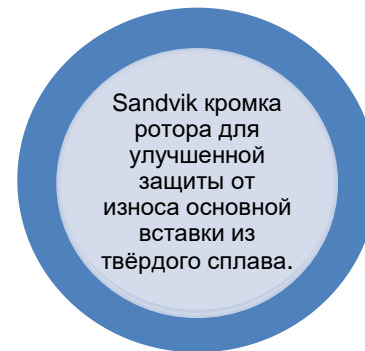 Sandvik кромка
ротора для
улучшенной
защиты от
износа основной
вставки из
твёрдого сплава.